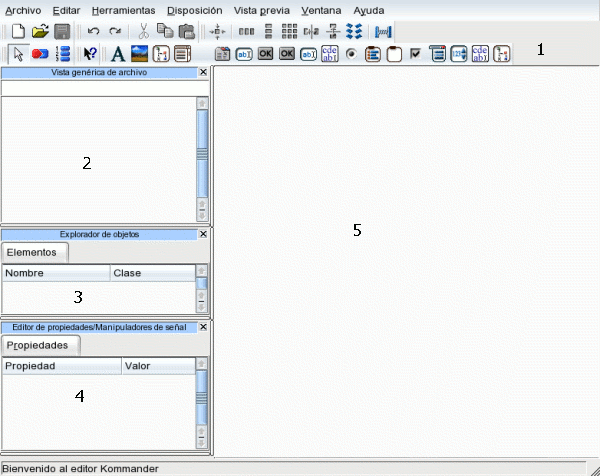 Archivo Editar Herramientas Disposición Vista previa Ventana Ayuda
1
Vista genérica de archivo
2
5
Explorador de objetos
Elementos
Nombre Clase
3
Editor de propiedades/Manipuladores de señal
Propiedades
Propiedad Valor
4
Bienvenido al editor Kommander